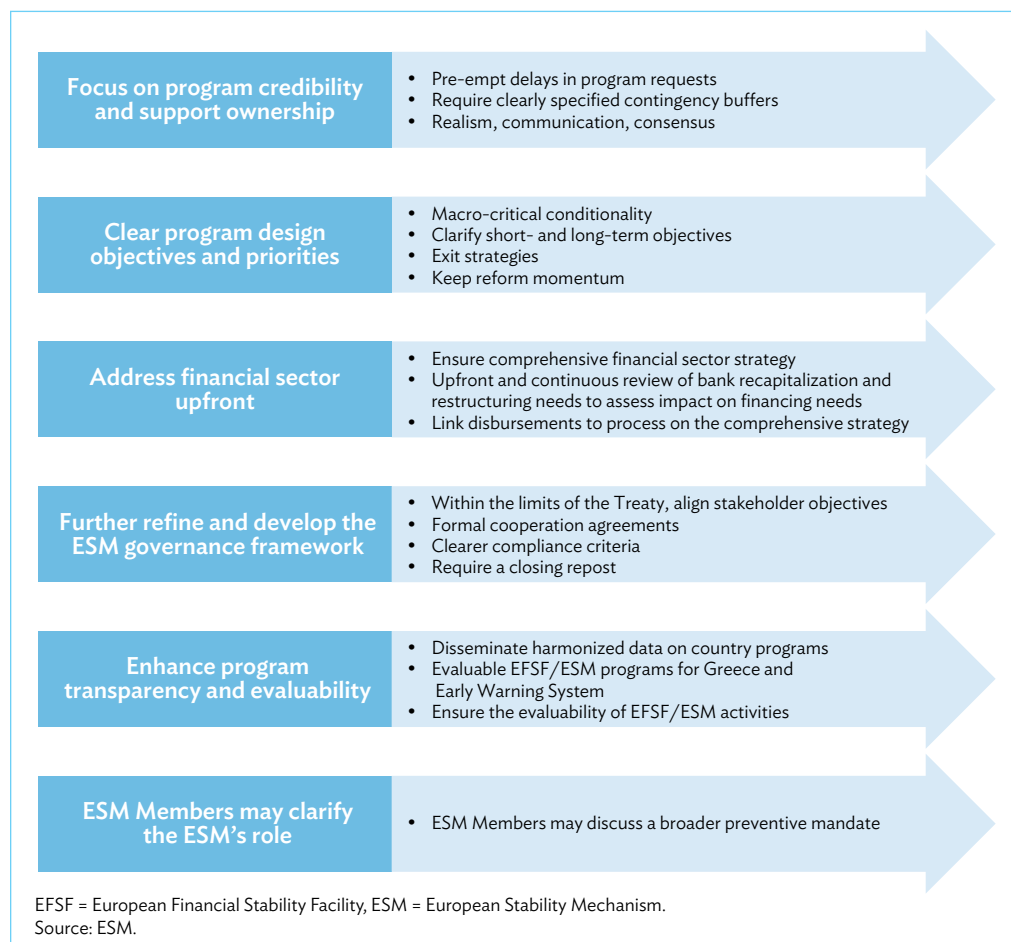 Focus on program credibility
and support ownership
• Pre-empt delays in program requests
• Require clearly specified contingency buffers
• Realism, communication, consensus
Clear program design
objectives and priorities
• Macro-critical conditionality
• Clarify short- and long-term objectives
• Exit strategies
• Keep reform momentum
Address financial sector
upfront
• Ensure comprehensive financial sector strategy
• Upfront and continuous review of bank recapitalization and
restructuring needs to assess impact on financing needs
• Link disbursements to process on the comprehensive strategy
Further refine and develop the
ESM governance framework
• Within the limits of the Treaty, align stakeholder objectives
• Formal cooperation agreements
• Clearer compliance criteria
• Require a closing repost
Enhance program
transparency and evaluability
• Disseminate harmonized data on country programs
• Evaluable EFSF/ESM programs for Greece and
Early Warning System
• Ensure the evaluability of EFSF/ESM activities
ESM Members may clarify
the ESM's role
• ESM Members may discuss a broader preventive mandate
EFSF = European Financial Stability Facility, ESM = European Stability Mechanism.
Source: ESM.